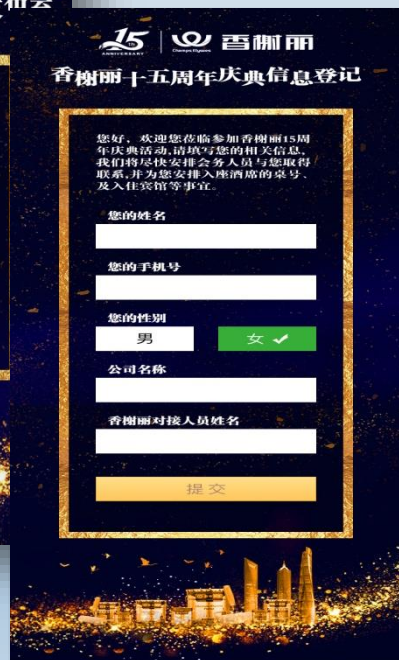 15
ANNIVERSARY
香榭丽
香榭丽十五周年庆典信息登记
您好，欢迎您莅临参加香榭丽15周
年庆典活动,请填写您的相关信息,
我们将尽快安排会务人员与您取得
联系,并为您安排入座酒席的桌号、
及入住宾馆等事宜。
您的姓名
您的手机号
您的性别
男 女
公司名称
香榭丽对接人员姓名
提交